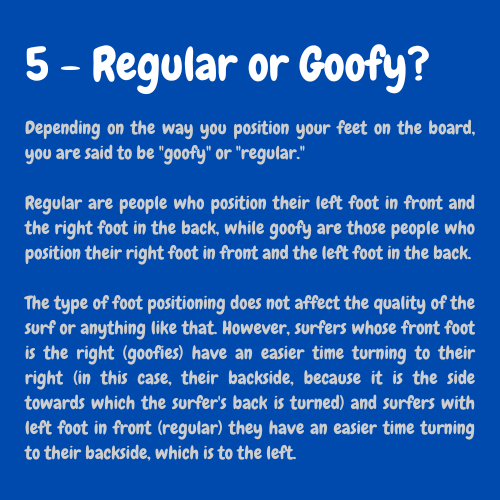 5 - Regular or Goofy?
Depending on the way you position your feet on the board,
you are said to be "goofy" or "regular."
Regular are people who position their left foot in front and
the right foot in the back, while goofy are those people who
position their right foot in front and the left foot in the back.
The type of foot positioning does not affect the quality of the
surf or anything like that. However, surfers whose front foot
is the right (goofies) have an easier time turning to their
right (in this case, their backside, because it is the side
towards which the surfer's back is turned) and surfers with
left foot in front (regular) they have an easier time turning
to their backside, which is to the left.